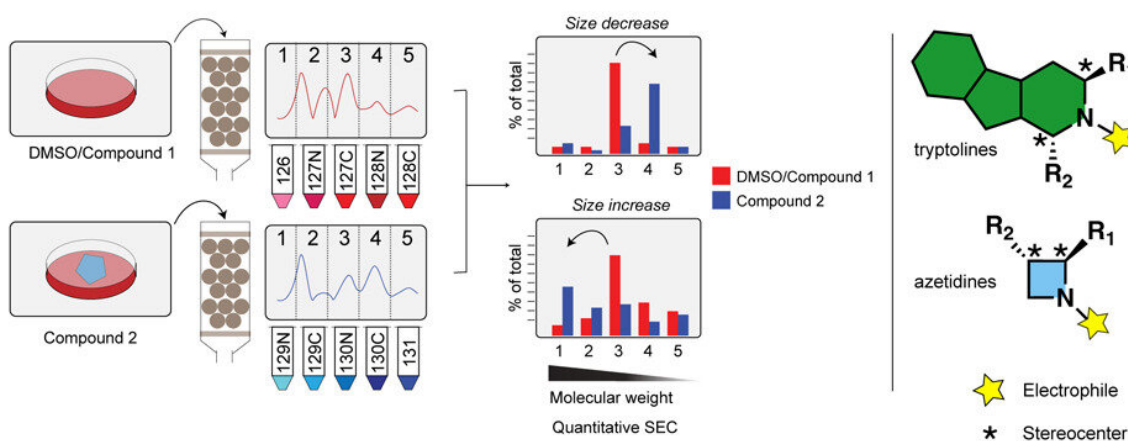 1 2 3 4 5
DMSO/Compound 1
126 127N 127C 128N 128C
1 2 3 4 5
Compound 2
129N 129C 130N 130C 131
Size decrease
% of total
1 2 3 4 5
DMSO/Compound 1
Compound 2
Size increase
% of total
1 2 3 4 5
Molecular weight
Quantitative SEC
* R
N
tryptolines
*
R2
R2 * * R1
azetidines
N
Electrophile
* Stereocenter